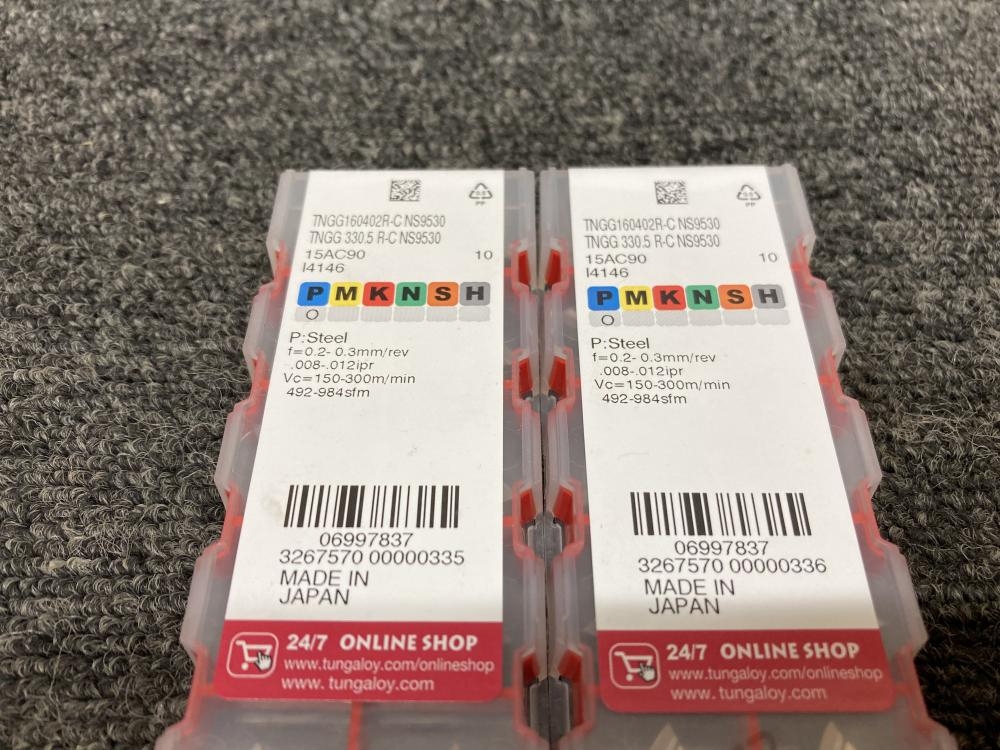 PP
TNGG160402R-C NS9530
TNGG 330.5 R-C NS9530
15AC90 10
I4146
P M K N S H
P:Steel
f=0.2- 0.3mm/rev
.008-.012ipr
Vc=150-300m/min
492-984sfm
06997837
3267570 00000335
MADE IN
JAPAN
24/7 ONLINE SHOP
www.tungaloy.com/onlineshop
www. tungaloy.com
PP
TNGG160402R-C NS9530
TNGG 330.5 R-C NS9530
15AC90 10
I4146
P M K N S H
P:Steel
f=0.2- 0.3mm/rev
.008-.012ipr
Vc=150-300m/min
492-984sfm
06997837
3267570 00000336
MADE IN
JAPAN
24/7 ONLINE SHOP
www.tungaloy.com/onlineshop
www. tungaloy.com